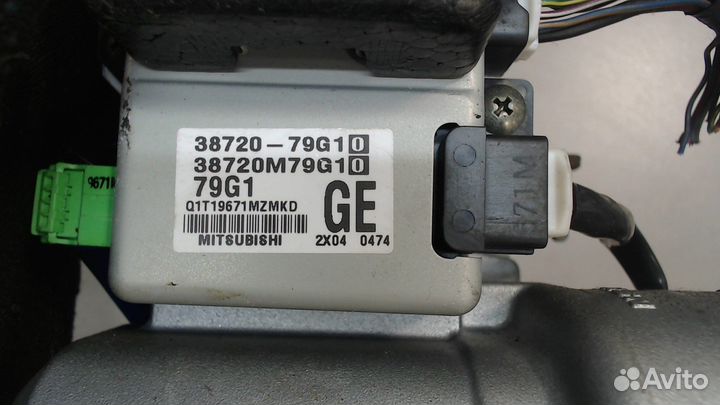 38720-79G10
38720M79G10
79G1
Q1T19671MZMKD
GE
MITSUBISHI
2X04 0474
71M
Avito